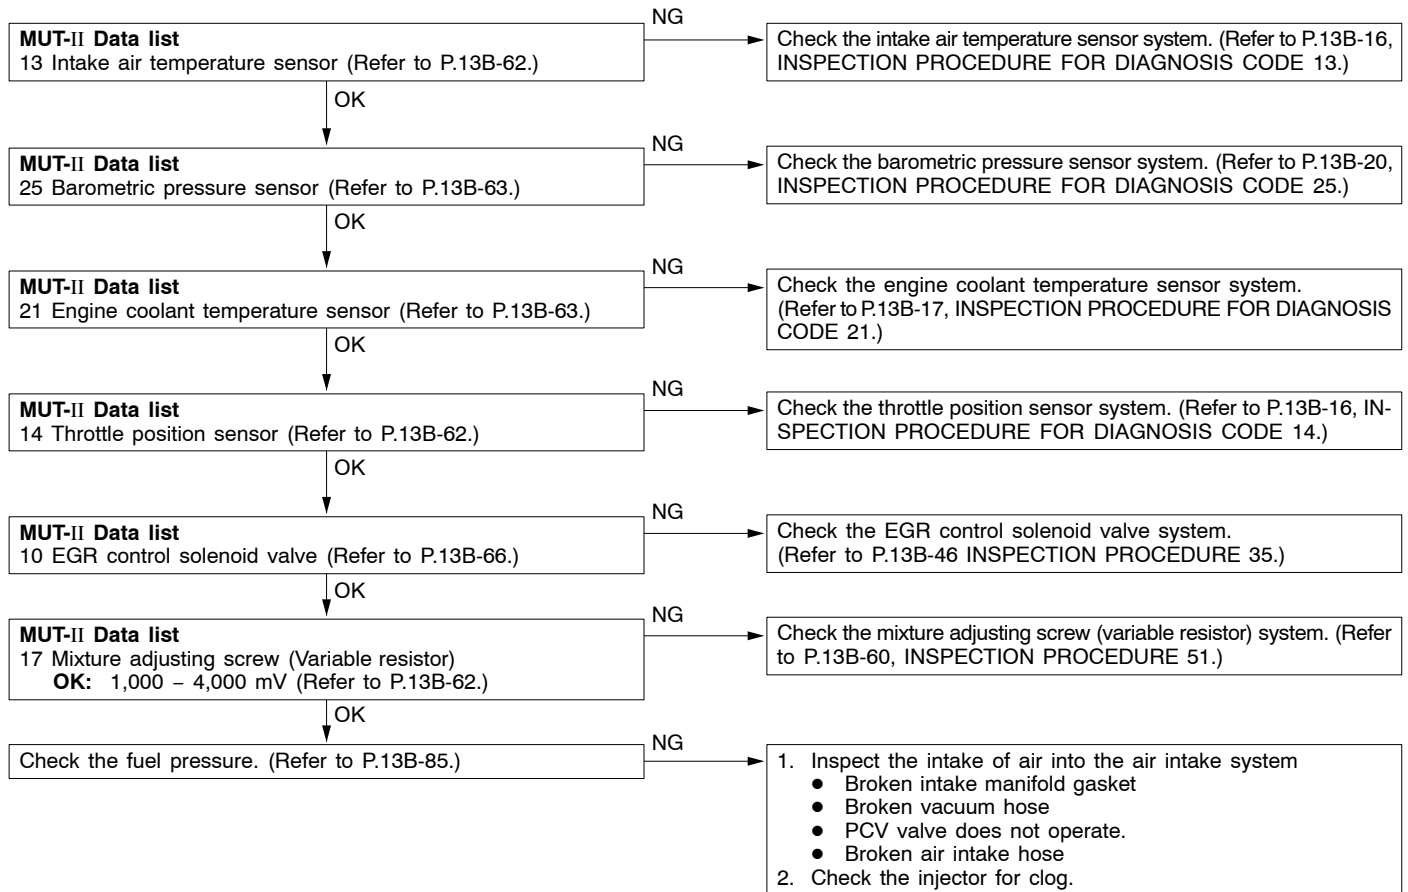 NG
MUT-II Data list
13 Intake air temperature sensor (Refer to P.13B-62.)
Check the intake air temperature sensor system. (Refer to P.13B-16,
INSPECTION PROCEDURE FOR DIAGNOSIS CODE 13.)
OK
NG
MUT-II Data list
25 Barometric pressure sensor (Refer to P.13B-63.)
Check the barometric pressure sensor system. (Refer to P.13B-20,
INSPECTION PROCEDURE FOR DIAGNOSIS CODE 25.)
OK
NG
MUT-II Data list
21 Engine coolant temperature sensor (Refer to P.13B-63.)
Check the engine coolant temperature sensor system.
(Refer to P.13B-17, INSPECTION PROCEDURE FOR DIAGNOSIS
CODE 21.)
OK
NG
MUT-II Data list
14 Throttle position sensor (Refer to P.13B-62.)
Check the throttle position sensor system. (Refer to P.13B-16, IN-
SPECTION PROCEDURE FOR DIAGNOSIS CODE 14.)
OK
NG
MUT-II Data list
10 EGR control solenoid valve (Refer to P.13B-66.)
Check the EGR control solenoid valve system.
(Refer to P.13B-46 INSPECTION PROCEDURE 35.)
OK
NG
MUT-II Data list
17 Mixture adjusting screw (Variable resistor)
OK: 1,000 – 4,000 mV (Refer to P.13B-62.)
Check the mixture adjusting screw (variable resistor) system. (Refer
to P.13B-60, INSPECTION PROCEDURE 51.)
OK
NG
Check the fuel pressure. (Refer to P.13B-85.)
1. Inspect the intake of air into the air intake system
● Broken intake manifold gasket
● Broken vacuum hose
● PCV valve does not operate.
● Broken air intake hose
2. Check the injector for clog.